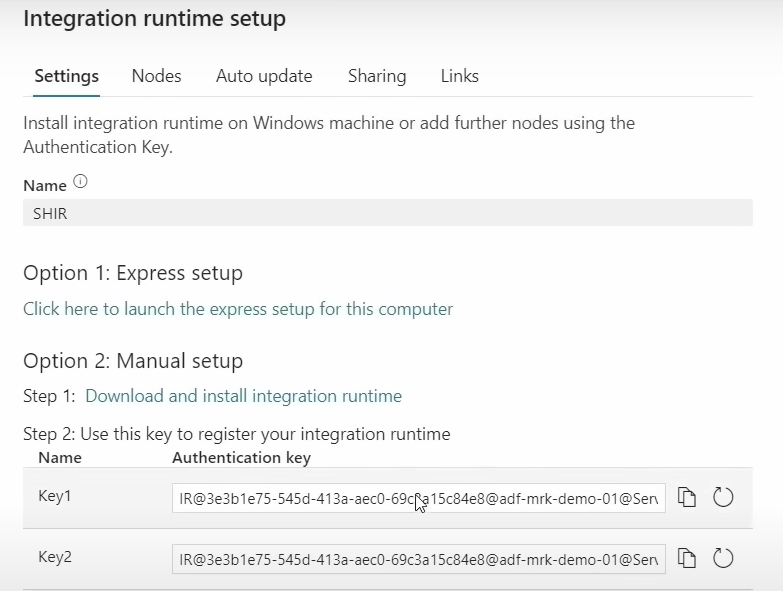 Integration runtime setup
Settings Nodes Auto update Sharing Links
Install integration runtime on Windows machine or add further nodes using the
Authentication Key.
Name
SHIR
Option 1: Express setup
Click here to launch the express setup for this computer
Option 2: Manual setup
Step 1: Download and install integration runtime
Step 2: Use this key to register your integration runtime
Name Authentication key
Key1 IR@3e3b1e75-545d-413a-aec0-69c3a15c84e8@adf-mrk-demo-01@Serv
Key2 IR@3e3b1e75-545d-413a-aec0-69c3a15c84e8@adf-mrk-demo-01@Serv